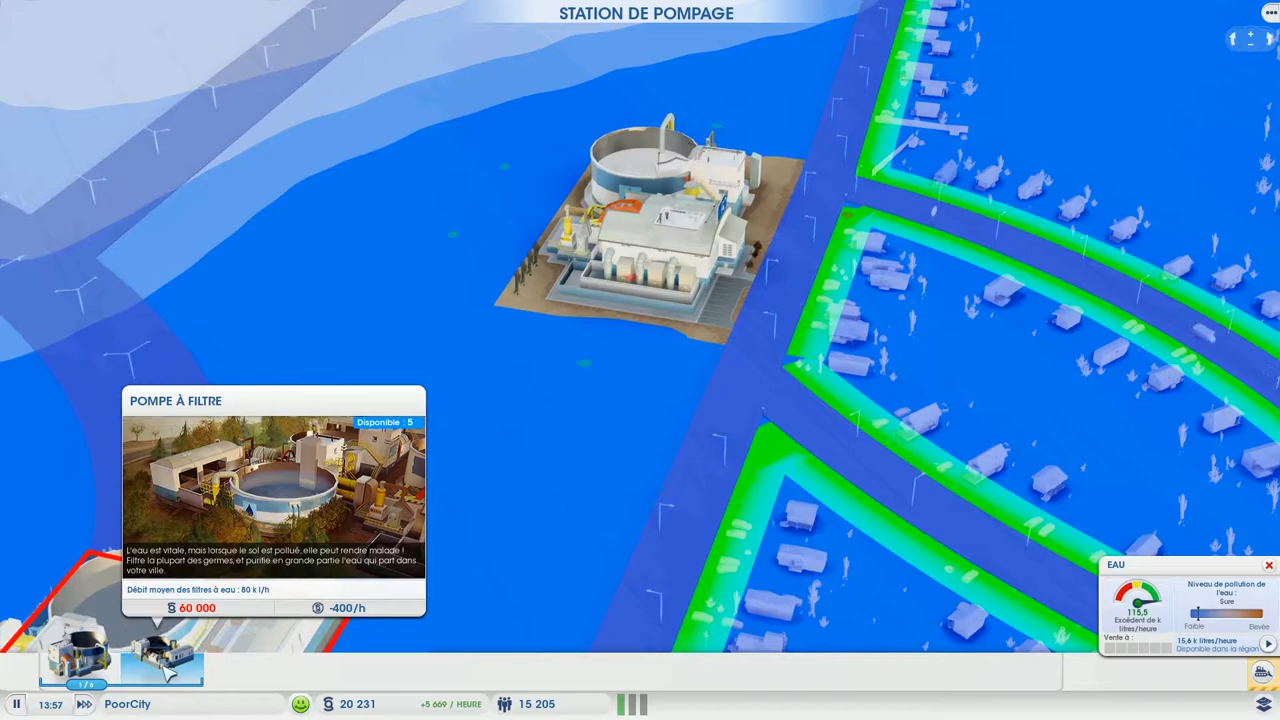 STATION DE POMPAGE
POMPE À FILTRE
Disponible : 5
L'eau est vitale, mais lorsque le sol est pollué, elle peut rendre malade !
Filtre la plupart des germes, et purifie en grande partie l'eau qui part dans
votre ville.
Débit moyen des filtres à eau : 80 k l/h
60 000
-400/h
EAU
115,5
Excédent de k
litres/heure
Niveau de pollution de
l'eau :
Sure
Faible
Elevée
Vente à :
15,6 k litres/heure
Disponible dans la région
1 / 8
13:57
PoorCity
20 231
+5 669 / HEURE
15 205